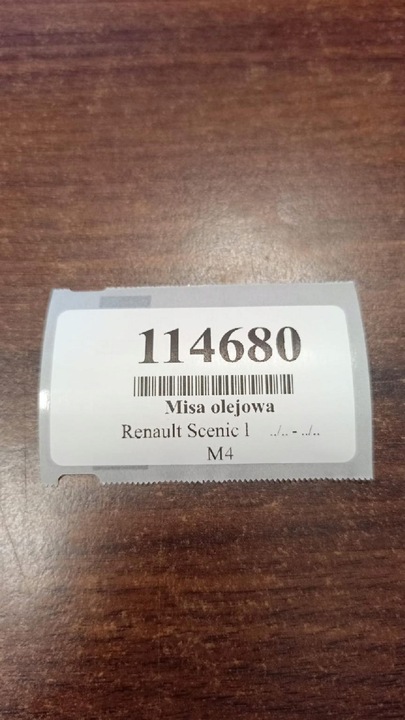 114680
Misa olejowa
Renault Scenic I ../.. - ../..
M4